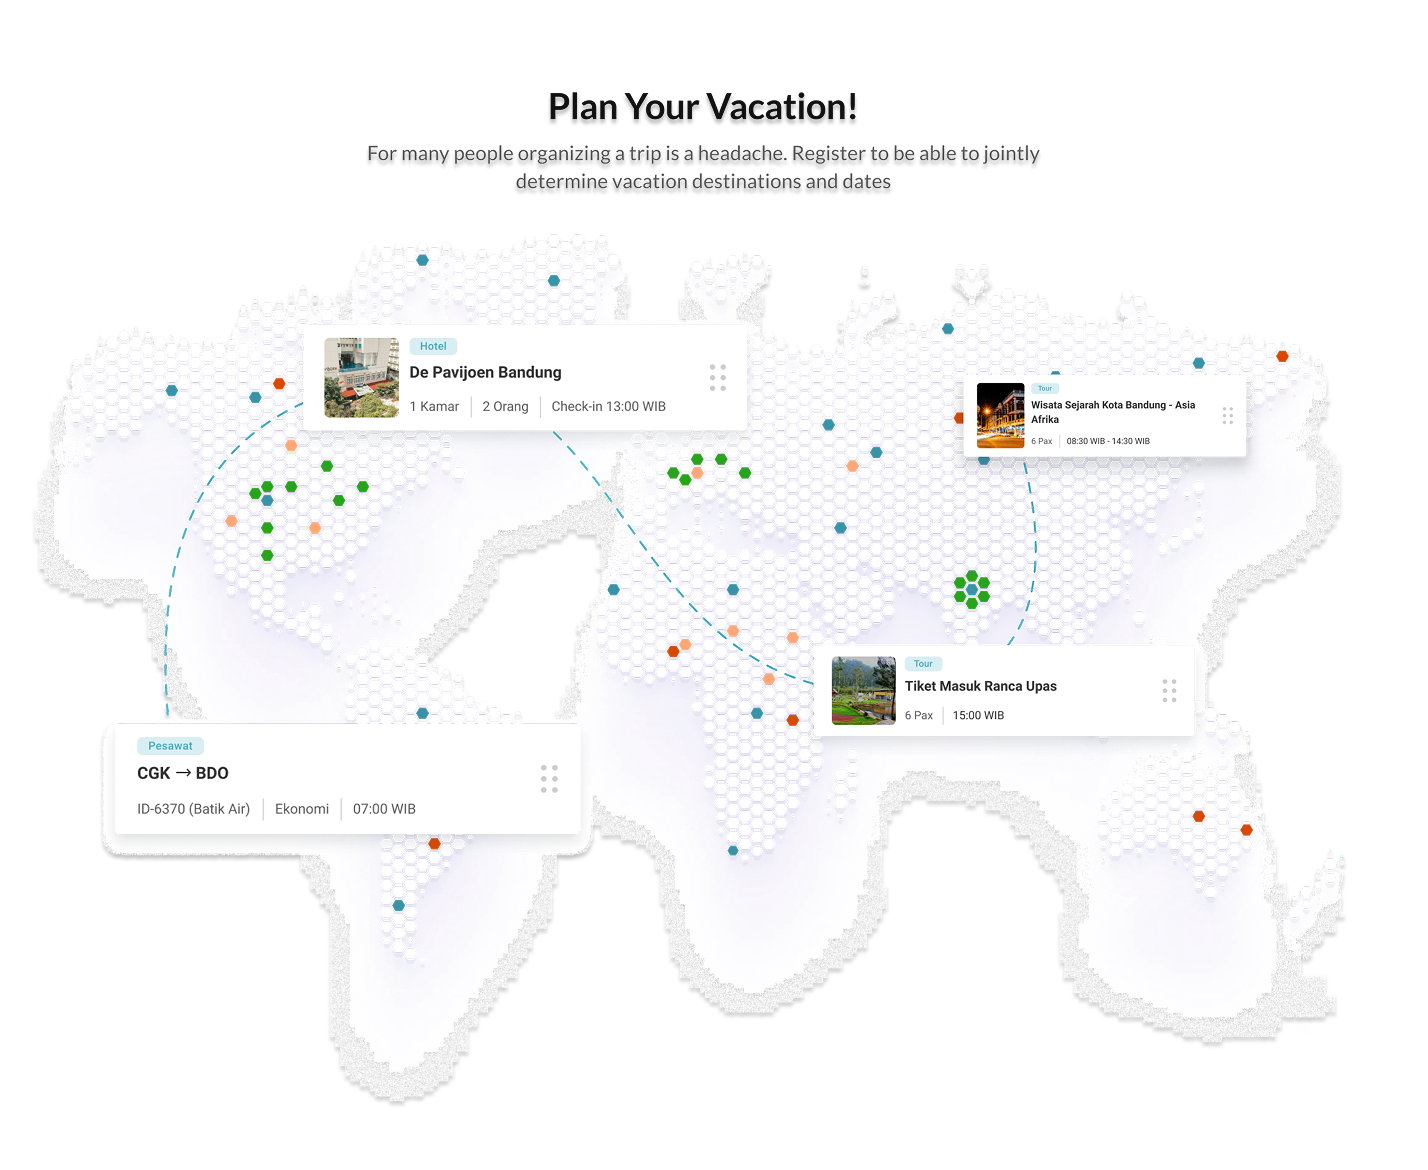 Plan Your Vacation!
For many people organizing a trip is a headache. Register to be able to jointly
determine vacation destinations and dates
Hotel
De Pavijoen Bandung
1 Kamar 2 Orang Check-in 13:00 WIB
Tour
Wisata Sejarah Kota Bandung - Asia
Afrika
6 Pax 08:30 WIB - 14:30 WIB
Tour
Tiket Masuk Ranca Upas
6 Pax 15:00 WIB
Pesawat
CGK → BDO
ID-6370 (Batik Air) Ekonomi 07:00 WIB